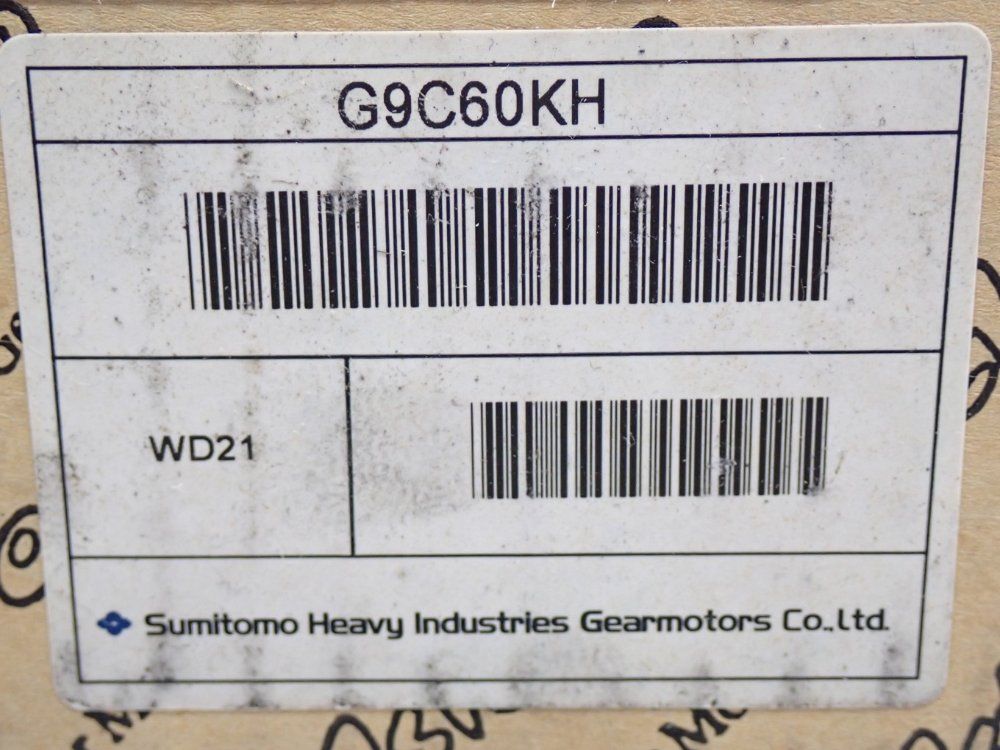 G9C60KH
WD21
Sumitomo Heavy Industries Gearmotors Co.,Ltd.